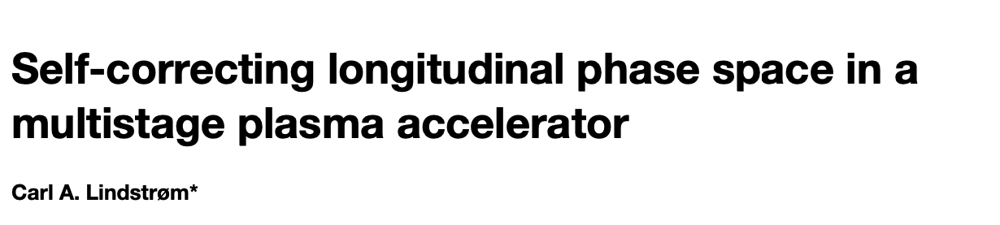 Self-correcting longitudinal phase space in a
multistage plasma accelerator
Carl A. Lindstrøm*